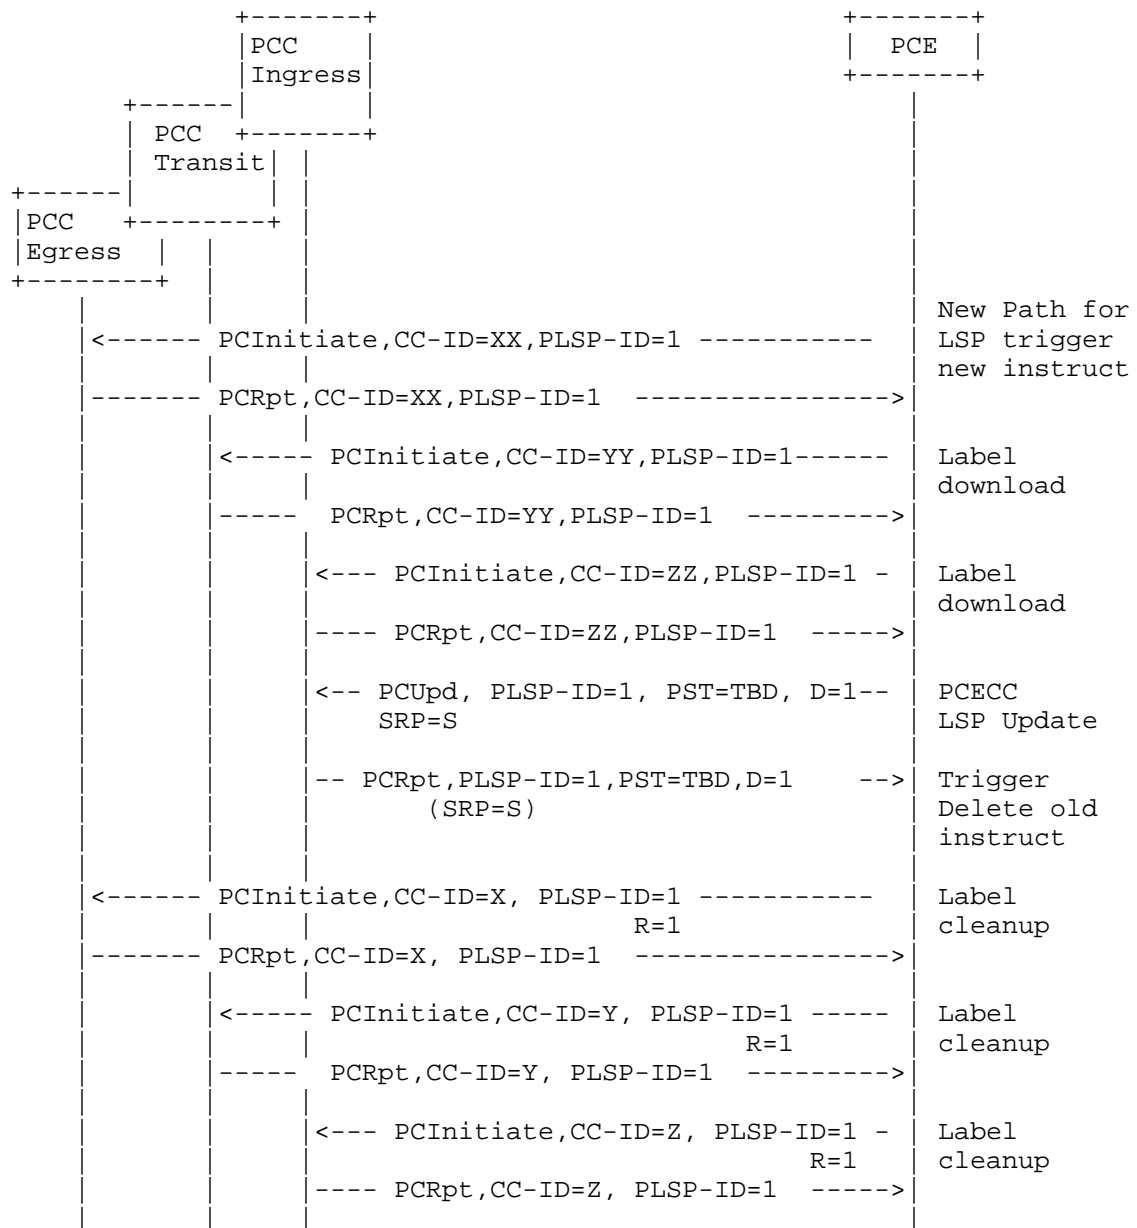 +-------+                              +-------+
                 |PCC    |                              |  PCE  |
                 |Ingress|                              +-------+
          +------|       |                                  |
          | PCC  +-------+                                  |
          | Transit| |                                      |
   +------|        | |                                      |
   |PCC   +--------+ |                                      |
   |Egress  |  |     |                                      |
   +--------+  |     |                                      |
       |       |     |                                      | New Path for
       |<------ PCInitiate,CC-ID=XX,PLSP-ID=1 -----------   | LSP trigger
       |       |     |                                      | new instruct
       |------- PCRpt,CC-ID=XX,PLSP-ID=1  ---------------->|
       |       |     |                                      |
       |       |<----- PCInitiate,CC-ID=YY,PLSP-ID=1------  | Label
       |       |     |                                      | download
       |       |-----  PCRpt,CC-ID=YY,PLSP-ID=1  --------->|
       |       |     |                                      |
       |       |     |<--- PCInitiate,CC-ID=ZZ,PLSP-ID=1 -  | Label
       |       |     |                                      | download
       |       |     |---- PCRpt,CC-ID=ZZ,PLSP-ID=1  ----->|
       |       |     |                                      |
       |       |     |<-- PCUpd, PLSP-ID=1, PST=TBD, D=1--  | PCECC
       |       |     |    SRP=S                             | LSP Update
       |       |     |                                      |
       |       |     |-- PCRpt,PLSP-ID=1,PST=TBD,D=1    -->| Trigger
       |       |     |       (SRP=S)                        | Delete old
       |       |     |                                      | instruct
       |       |     |                                      |
       |<------ PCInitiate,CC-ID=X, PLSP-ID=1 -----------   | Label
       |       |     |                    R=1               | cleanup
       |------- PCRpt,CC-ID=X, PLSP-ID=1  ---------------->|
       |       |     |                                      |
       |       |<----- PCInitiate,CC-ID=Y, PLSP-ID=1 -----  | Label
       |       |     |                           R=1        | cleanup
       |       |-----  PCRpt,CC-ID=Y, PLSP-ID=1  --------->|
       |       |     |                                      |
       |       |     |<--- PCInitiate,CC-ID=Z, PLSP-ID=1 -  | Label
       |       |     |                               R=1    | cleanup
       |       |     |---- PCRpt,CC-ID=Z, PLSP-ID=1  ----->|
       |       |     |                                      |